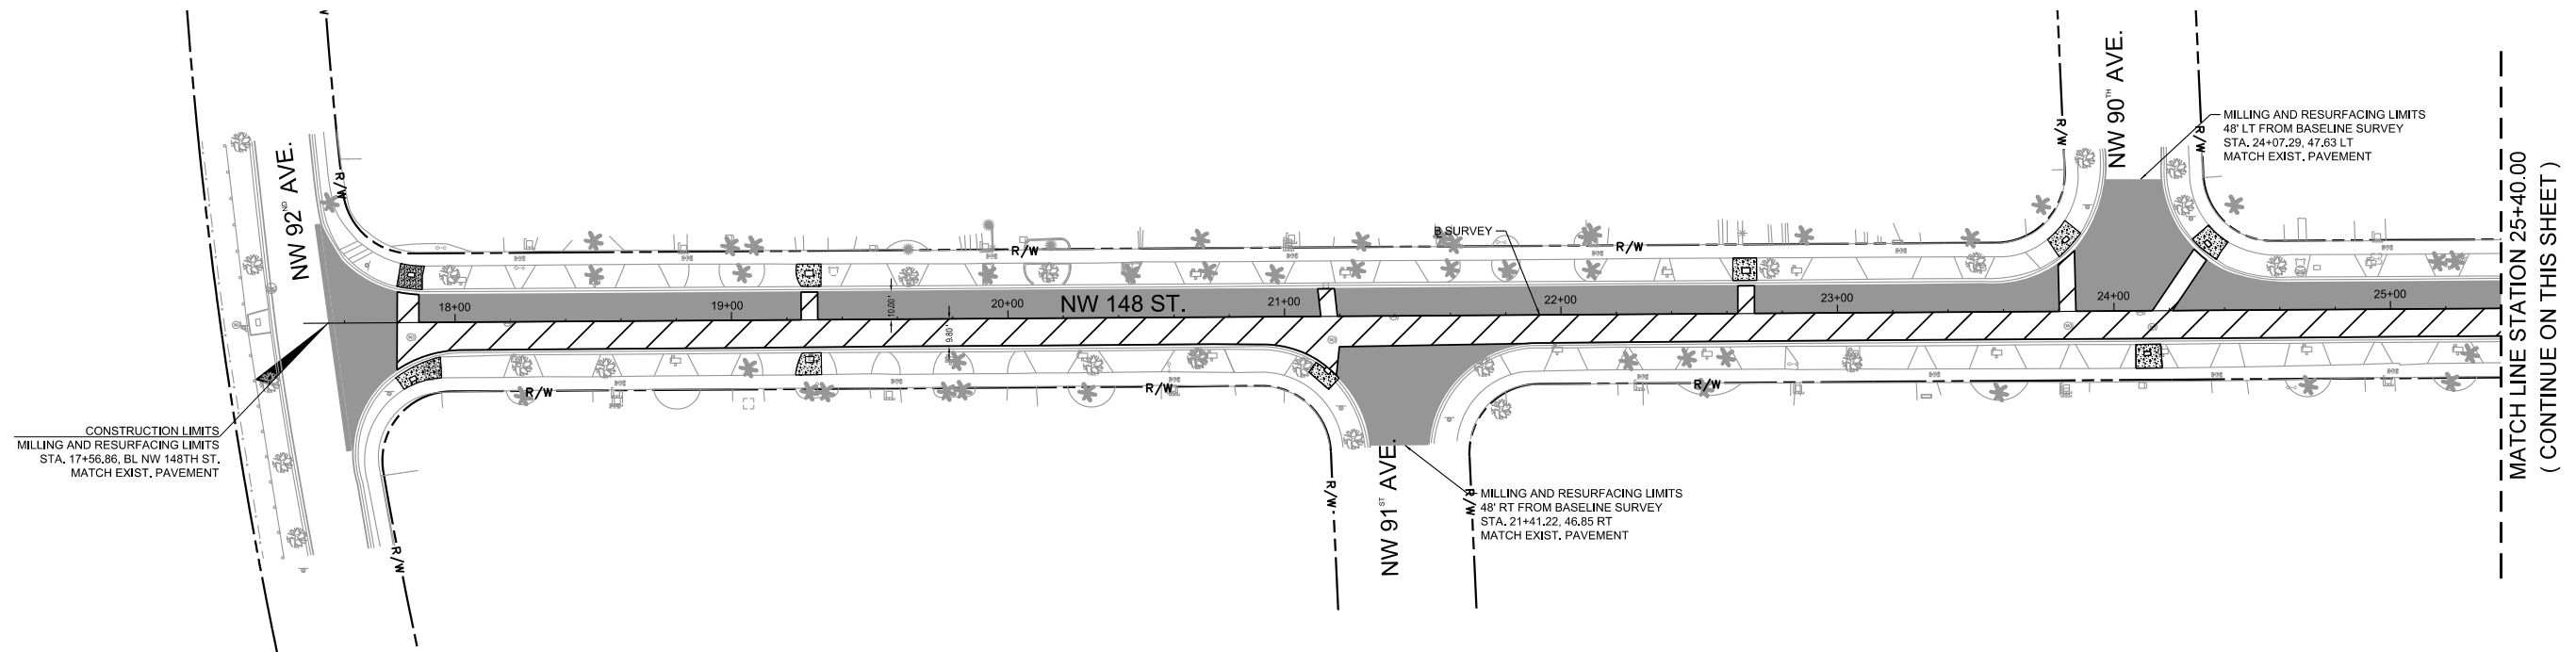 NW 92ND AVE.
R/W
R/W
CONSTRUCTION LIMITS
MILLING AND RESURFACING LIMITS
STA. 17+56.86, BL NW 148TH ST.
MATCH EXIST. PAVEMENT
R/W
R/W
R/W
R/W
B SURVEY
18+00
19+00
20+00
NW 148 ST.
21+00
22+00
23+00
24+00
25+00
10.00'
9.80'
R/W
R/W
R/W
R/W
NW 91ST AVE.
R/W
MILLING AND RESURFACING LIMITS
48' RT FROM BASELINE SURVEY
STA. 21+41.22, 46.85 RT
MATCH EXIST. PAVEMENT
R/W
NW 90TH AVE.
R/W
MILLING AND RESURFACING LIMITS
48' LT FROM BASELINE SURVEY
STA. 24+07.29, 47.63 LT
MATCH EXIST. PAVEMENT
MATCH LINE STATION 25+40.00
( CONTINUE ON THIS SHEET )